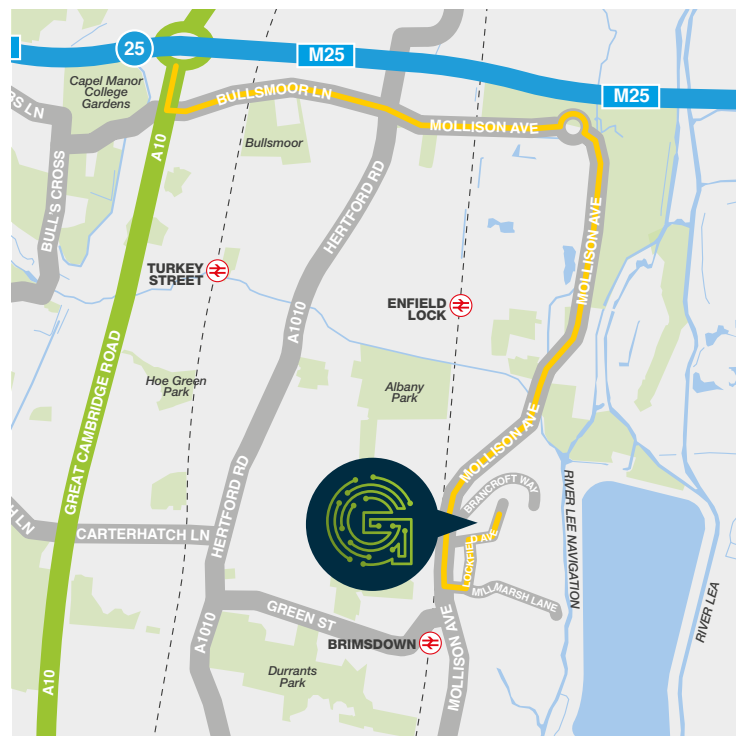 25
M25
M25
Capel Manor
College
Gardens
RS LN
BULLSMOOR LN
MOLLISON AVE
A10
Bullsmoor
BULL'S CROSS
HERTFORD RD
MOLLISON AVE
TURKEY
STREET
ENFIELD
LOCK
A1010
GREAT CAMBRIDGE ROAD
Hoe Green
Park
Albany
Park
MOLLISON AVE
HERTFORD RD
BRANCROFT WAY
RIVER LEE NAVIGATION
H LN
CARTERHATCH LN
LOCKFIELD AVE
MILLMARSH LANE
RIVER LEA
GREEN ST
A1010
BRIMSDOWN
MOLLISON AVE
A10
Durrants
Park